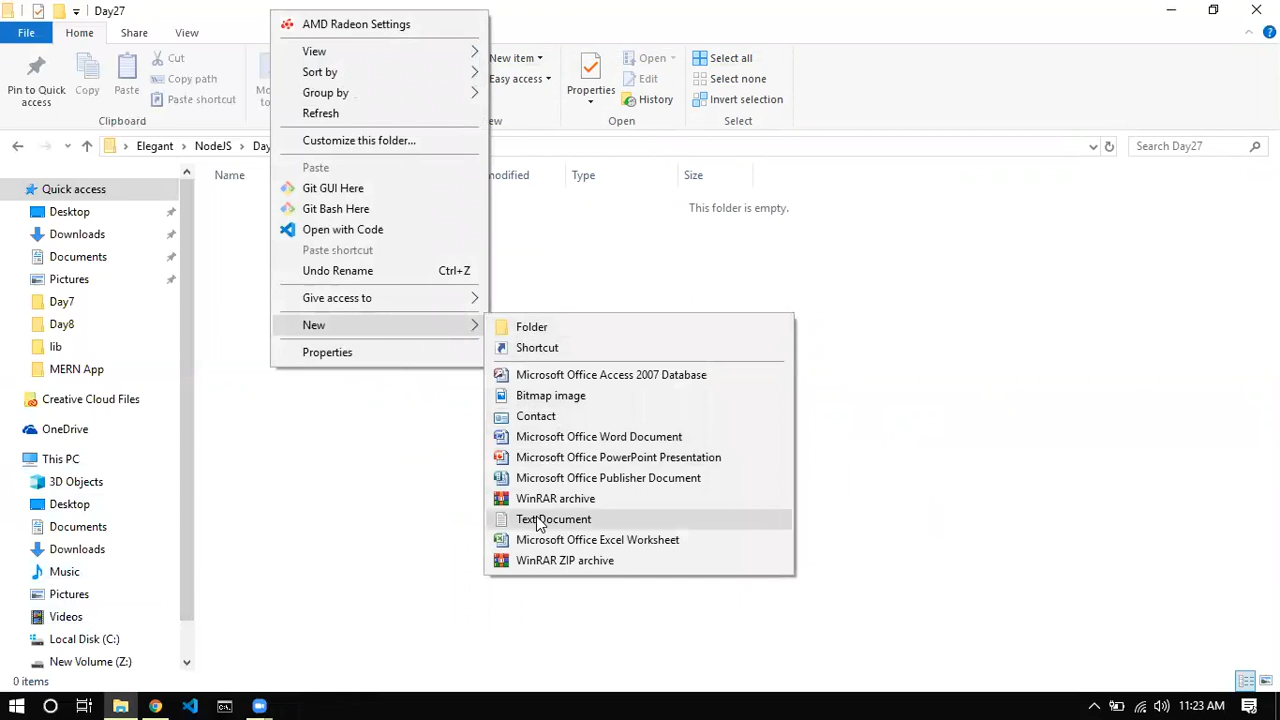 Day27
File
Home
Share
View
Pin to Quick access
Copy
Paste
Cut
Copy path
Paste shortcut
Clipboard
New item
Easy access
Properties
Open
Edit
History
Open
Select all
Select none
Invert selection
Select
Elegant
NodeJS
Search Day27
Name
Type
Size
This folder is empty.
Quick access
Desktop
Downloads
Documents
Pictures
Day7
Day8
lib
MERN App
Creative Cloud Files
OneDrive
This PC
3D Objects
Desktop
Documents
Downloads
Music
Pictures
Videos
Local Disk (C:)
New Volume (Z:)
0 items
AMD Radeon Settings
View
Sort by
Group by
Refresh
Customize this folder...
Paste
Git GUI Here
Git Bash Here
Open with Code
Paste shortcut
Undo Rename Ctrl+Z
Give access to
New
Properties
Folder
Shortcut
Microsoft Office Access 2007 Database
Bitmap image
Contact
Microsoft Office Word Document
Microsoft Office PowerPoint Presentation
Microsoft Office Publisher Document
WinRAR archive
Text Document
Microsoft Office Excel Worksheet
WinRAR ZIP archive
11:23 AM